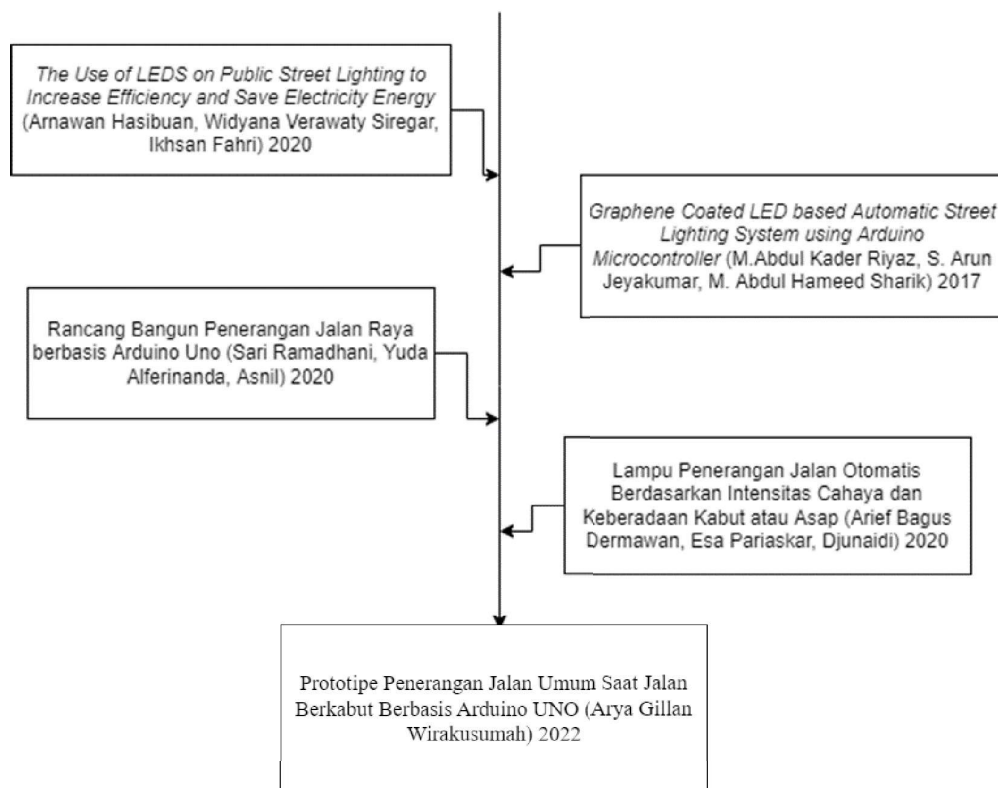 The Use of LEDS on Public Street Lighting to
Increase Efficiency and Save Electricity Energy
(Arnawan Hasibuan, Widyana Verawaty Siregar,
Ikhsan Fahri) 2020
Graphene Coated LED based Automatic Street
Lighting System using Arduino
Microcontroller (M.Abdul Kader Riyaz, S. Arun
Jeyakumar, M. Abdul Hameed Sharik) 2017
Rancang Bangun Penerangan Jalan Raya
berbasis Arduino Uno (Sari Ramadhani, Yuda
Alferinanda, Asnil) 2020
Lampu Penerangan Jalan Otomatis
Berdasarkan Intensitas Cahaya dan
Keberadaan Kabut atau Asap (Arief Bagus
Dermawan, Esa Pariaskar, Djunaidi) 2020
Prototipe Penerangan Jalan Umum Saat Jalan
Berkabut Berbasis Arduino UNO (Arya Gillan
Wirakusumah) 2022